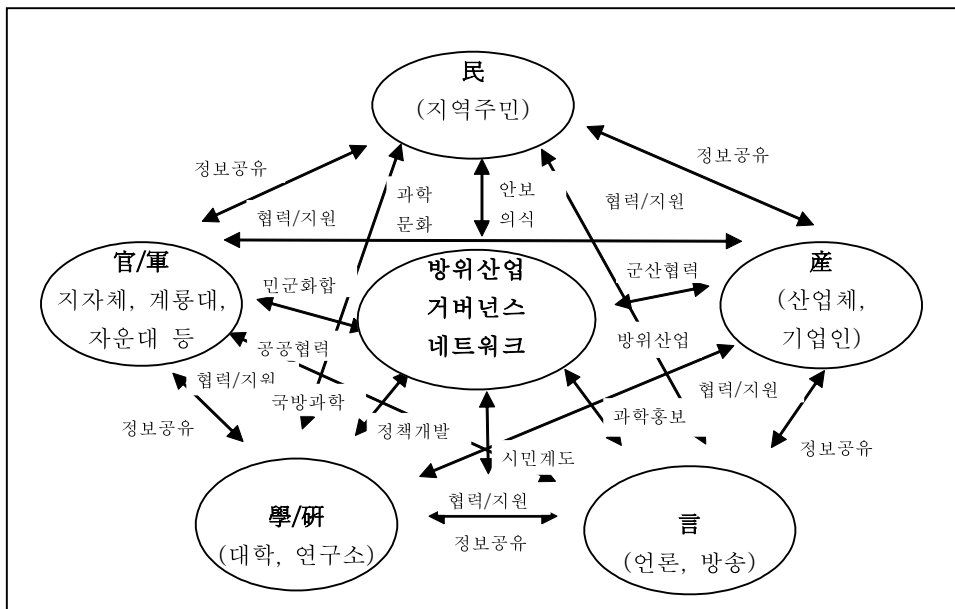 民
(지역주민)
정보공유
정보공유
과학
문화
안보
의식
협력/지원
협력/지원
官/軍
지자체, 계룡대,
자운대 등
민군화합
방위산업
거버넌스
네트워크
군산협력
産
(산업체,
기업인)
공공협력
방위산업
협력/지원
국방과학
협력/지원
정보공유
정책개발
과학홍보
정보공유
시민계도
협력/지원
정보공유
學/硏
(대학, 연구소)
言
(언론, 방송)